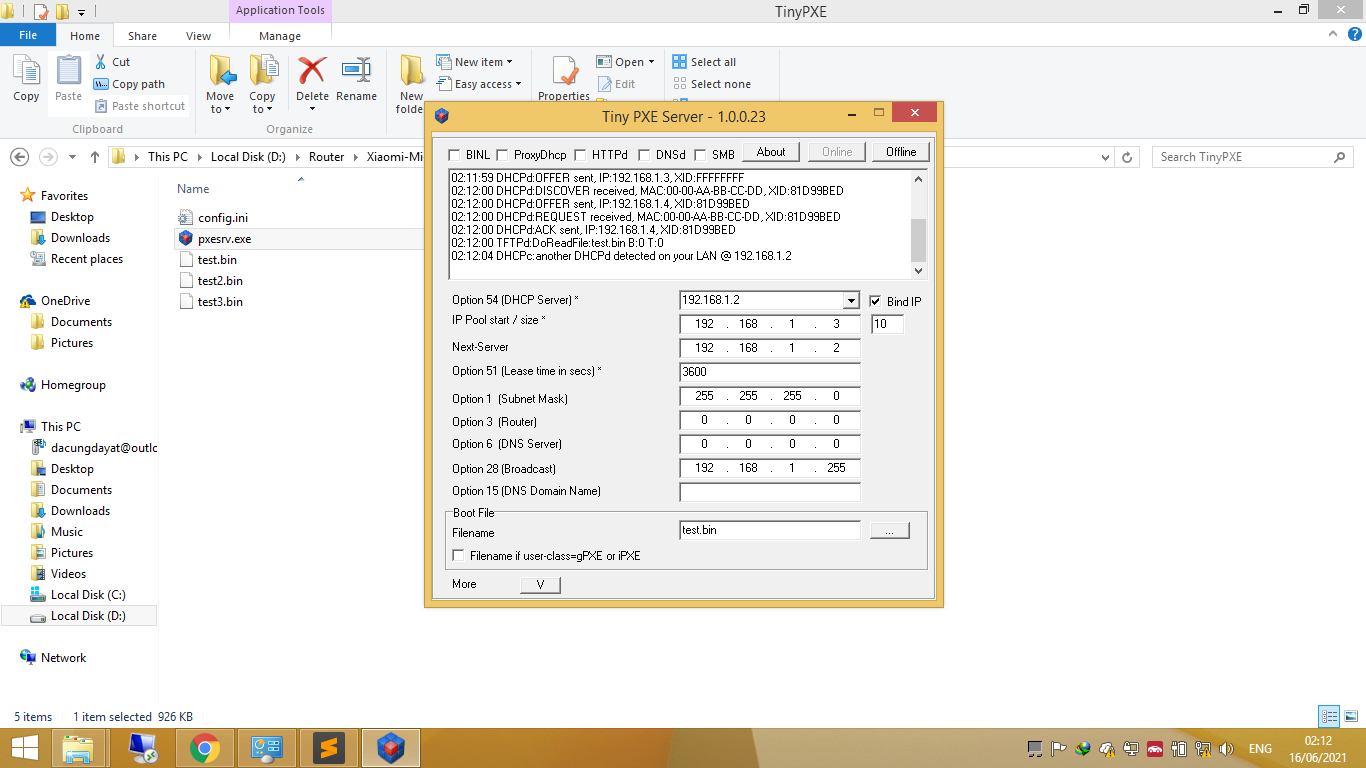 Application Tools
TinyPXE
File Home Share View Manage
Copy Paste Cut Copy path Paste shortcut
Clipboard
Move to Copy to Delete Rename New folder
Organize
New item Easy access
Properties Open Edit
Select all Select none
This PC Local Disk (D:) Router Xiaomi-Mi
Search TinyPXE
Favorites
Desktop
Downloads
Recent places
OneDrive
Documents
Pictures
Homegroup
This PC
dacungdayat@outlc
Desktop
Documents
Downloads
Music
Pictures
Videos
Local Disk (C:)
Local Disk (D:)
Network
Name
config.ini
pxesrv.exe
test.bin
test2.bin
test3.bin
Tiny PXE Server - 1.0.0.23
BINL ProxyDhcp HTTPd DNSd SMB About Online Offline
02:11:59 DHCPd:OFFER sent, IP:192.168.1.3, XID:FFFFFFFF
02:12:00 DHCPd:DISCOVER received, MAC:00-00-AA-BB-CC-DD, XID:81D99BED
02:12:00 DHCPd:OFFER sent, IP:192.168.1.4, XID:81D99BED
02:12:00 DHCPd:REQUEST received, MAC:00-00-AA-BB-CC-DD, XID:81D99BED
02:12:00 DHCPd:ACK sent, IP:192.168.1.4, XID:81D99BED
02:12:00 TFTPd:DoReadFile:test.bin B:0 T:0
02:12:04 DHCPc:another DHCPd detected on your LAN @ 192.168.1.2
Option 54 (DHCP Server) * 192.168.1.2 Bind IP
IP Pool start / size * 192 . 168 . 1 . 3 10
Next-Server 192 . 168 . 1 . 2
Option 51 (Lease time in secs) * 3600
Option 1 (Subnet Mask) 255 . 255 . 255 . 0
Option 3 (Router) 0 . 0 . 0 . 0
Option 6 (DNS Server) 0 . 0 . 0 . 0
Option 28 (Broadcast) 192 . 168 . 1 . 255
Option 15 (DNS Domain Name)
Boot File
Filename test.bin ...
Filename if user-class=gPXE or iPXE
More V
5 items 1 item selected 926 KB
ENG
02:12
16/06/2021